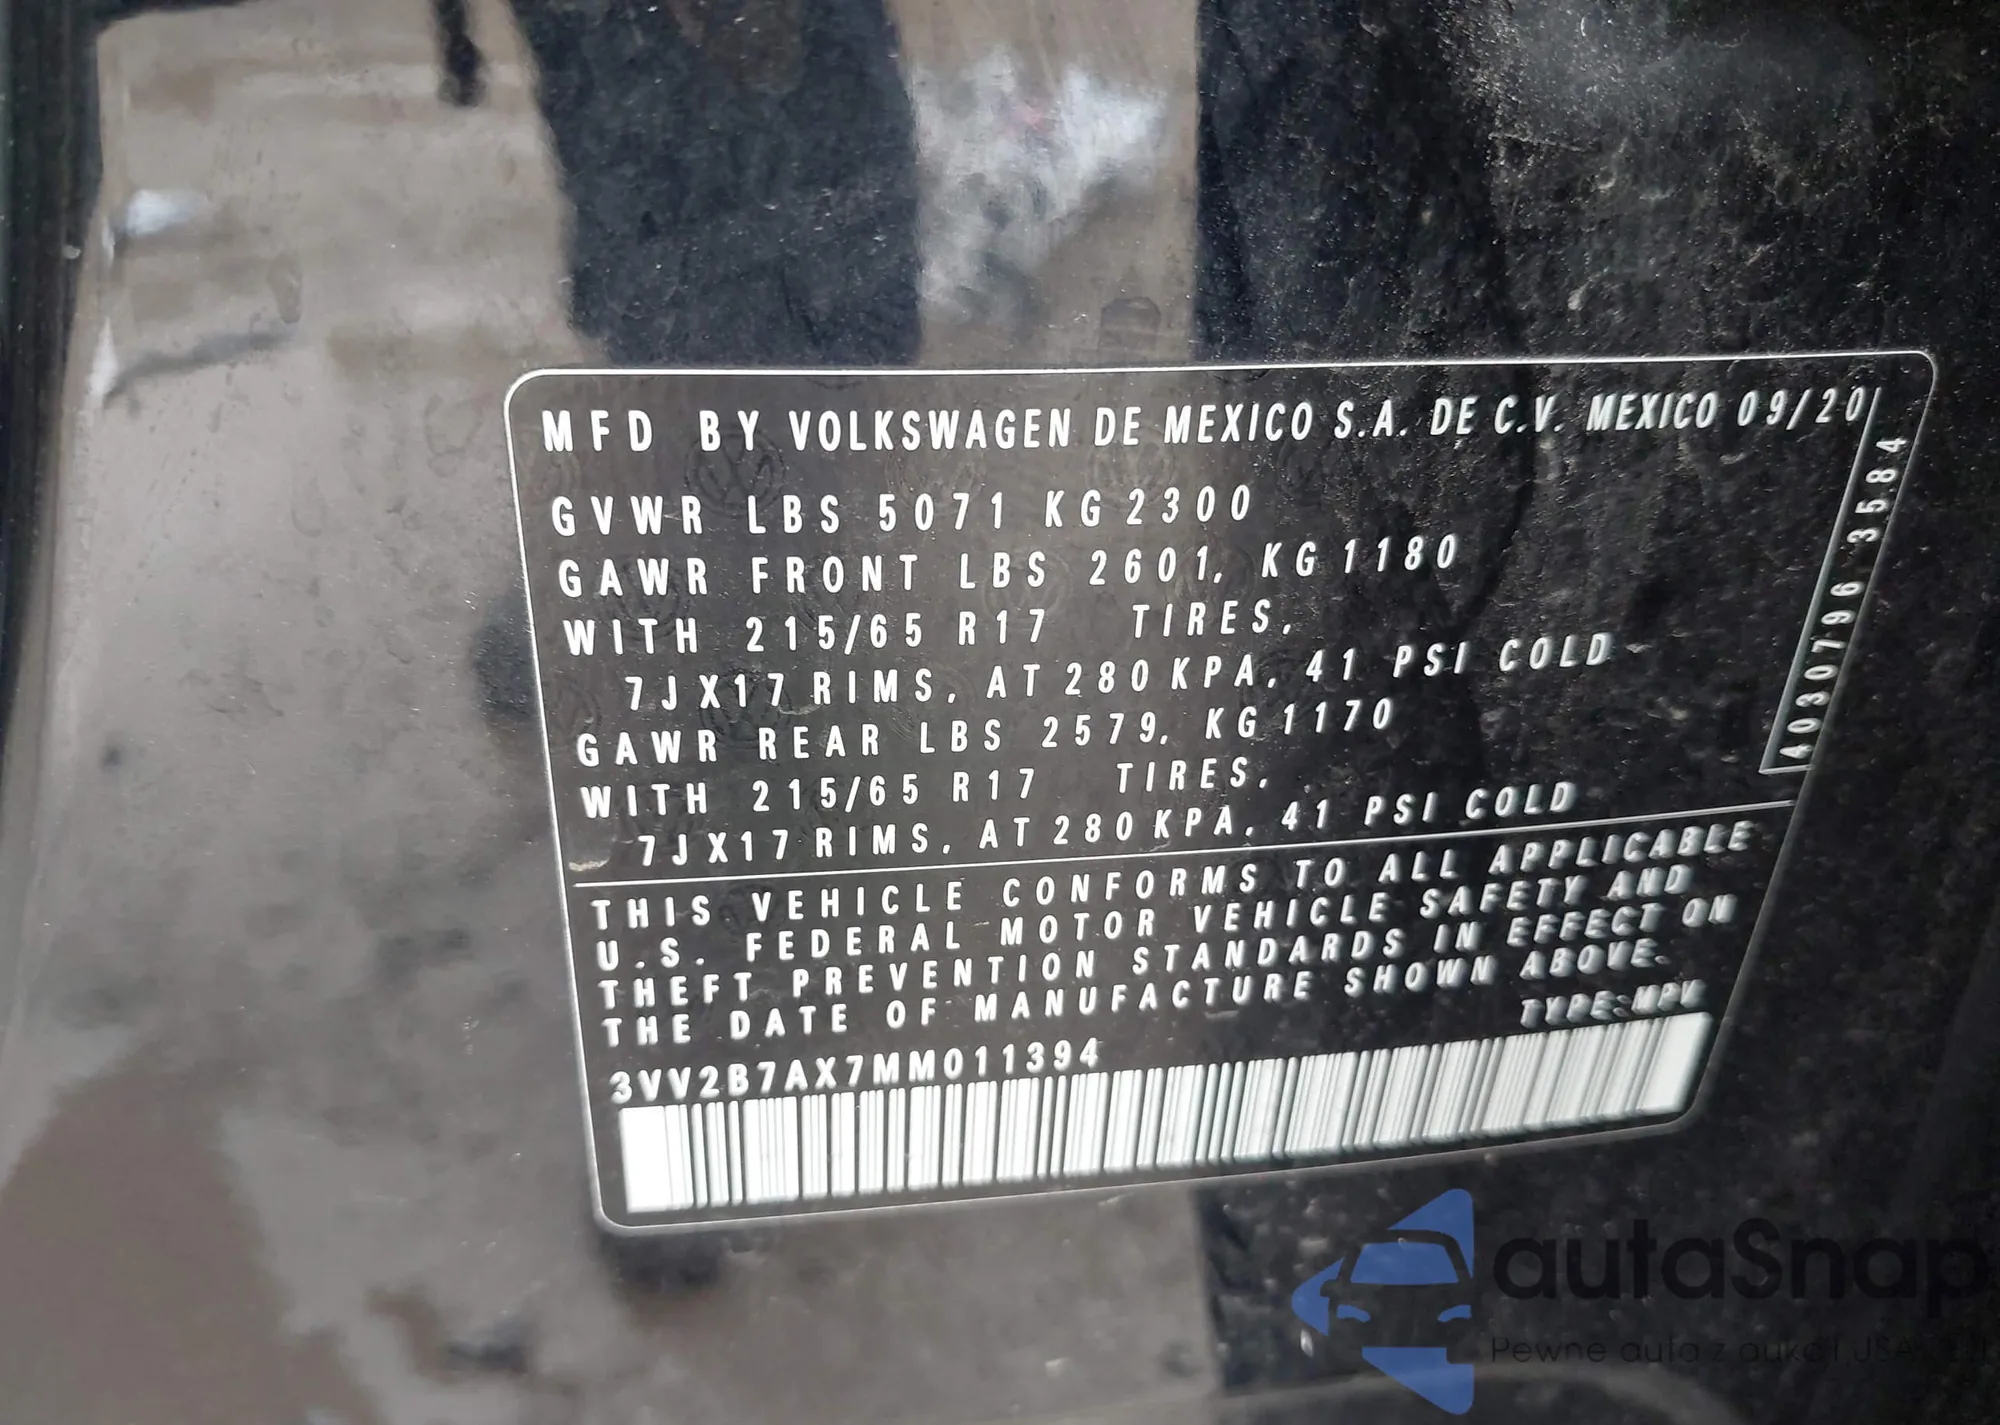 MFD BY VOLKSWAGEN DE MEXICO S.A. DE C.V. MEXICO 09/20
GVWR LBS 5071 KG 2300
GAWR FRONT LBS 2601, KG 1180
WITH 215/65 R17 TIRES,
7JX17 RIMS, AT 280 KPA, 41 PSI COLD
GAWR REAR LBS 2579, KG 1170
WITH 215/65 R17 TIRES,
7JX17 RIMS, AT 280 KPA, 41 PSI COLD
4030796 3584
THIS VEHICLE CONFORMS TO ALL APPLICABLE
U.S. FEDERAL MOTOR VEHICLE SAFETY AND
THEFT PREVENTION STANDARDS IN EFFECT ON
THE DATE OF MANUFACTURE SHOWN ABOVE.
TYPE:MPV
3VV2B7AX7MM011394
autaSnap
Pewne auta z aukcji USA